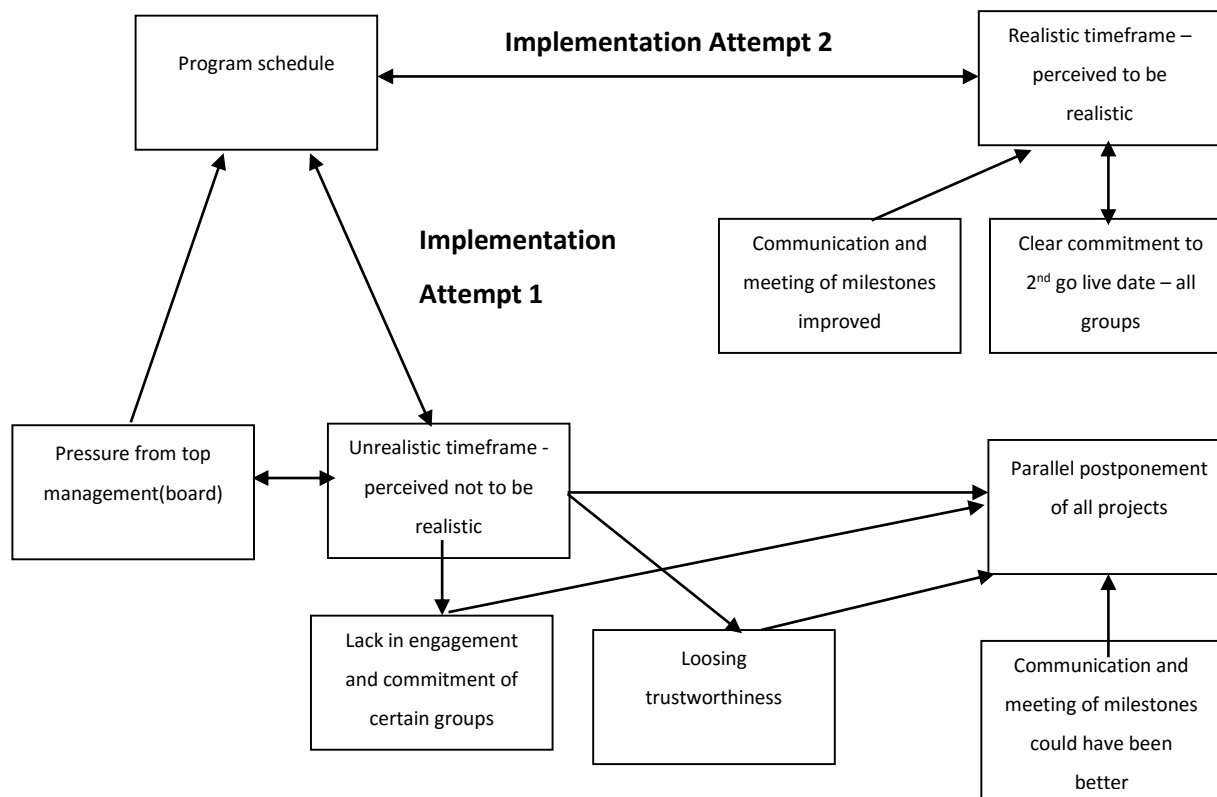 Program schedule
Implementation Attempt 2
Realistic timeframe –
perceived to be
realistic
Implementation
Attempt 1
Communication and
meeting of milestones
improved
Clear commitment to
2nd go live date – all
groups
Pressure from top
management(board)
Unrealistic timeframe -
perceived not to be
realistic
Parallel postponement
of all projects
Lack in engagement
and commitment of
certain groups
Loosing
trustworthiness
Communication and
meeting of milestones
could have been
better